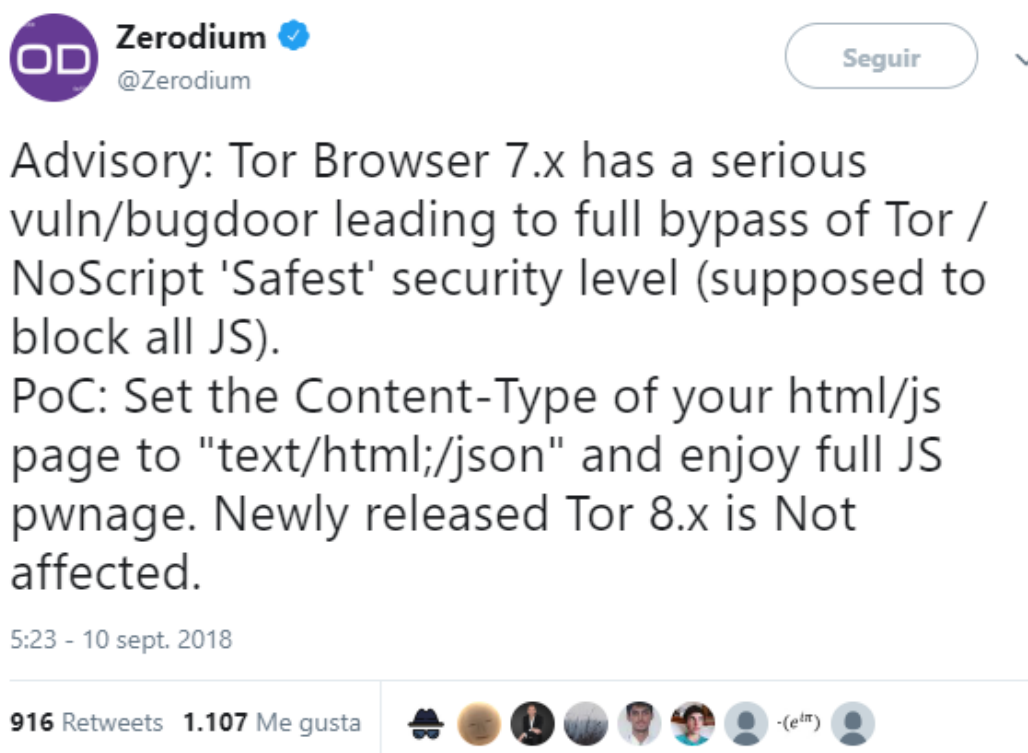 OD
Zerodium
@Zerodium
Seguir
Advisory: Tor Browser 7.x has a serious
vuln/bugdoor leading to full bypass of Tor /
NoScript 'Safest' security level (supposed to
block all JS).
PoC: Set the Content-Type of your html/js
page to "text/html;/json" and enjoy full JS
pwnage. Newly released Tor 8.x is Not
affected.
5:23 - 10 sept. 2018
916 Retweets 1.107 Me gusta
-(e^{iπ})